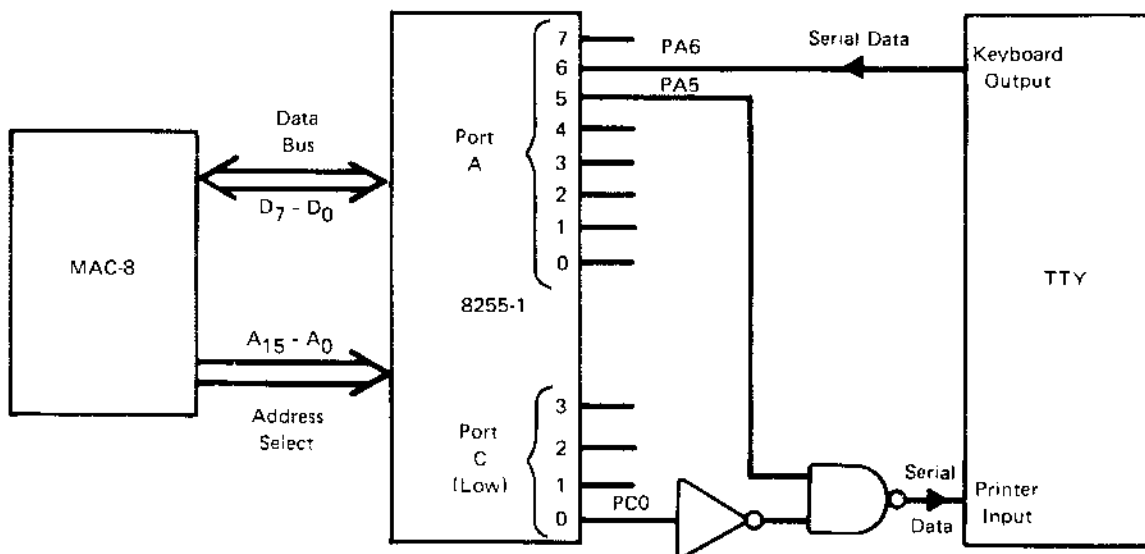 MAC-8
Data
Bus
D7 - D0
A15 - A0
Address
Select
Port
A
7
6
5
4
3
2
1
0
8255-1
Port
C
(Low)
3
2
1
0
PA6
PA5
PC0
Serial Data
Keyboard
Output
TTY
Serial
Data
Printer
Input